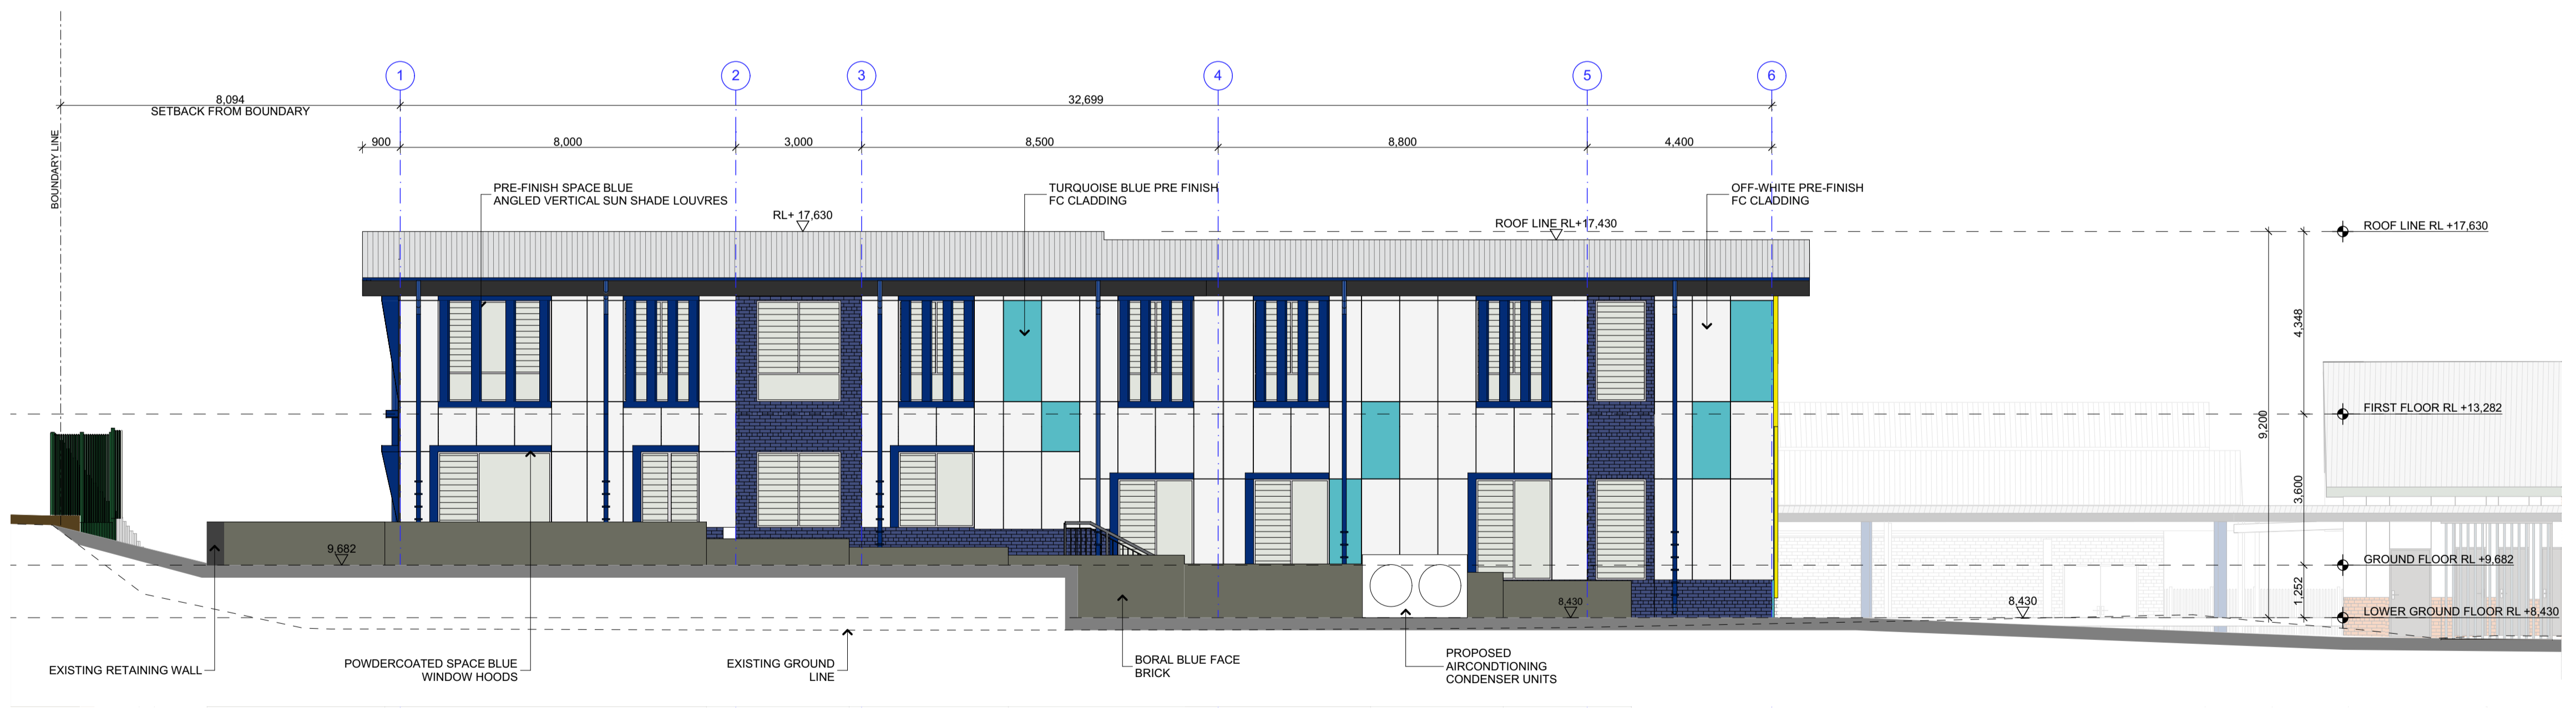 1
2
3
4
5
6
8,094
SETBACK FROM BOUNDARY
32,699
BOUNDARY LINE
900
8,000
3,000
8,500
8,800
4,400
PRE-FINISH SPACE BLUE
ANGLED VERTICAL SUN SHADE LOUVRES
TURQUOISE BLUE PRE FINISH
FC CLADDING
OFF-WHITE PRE-FINISH
FC CLADDING
RL+ 17,630
ROOF LINE RL+17,430
ROOF LINE RL +17,630
4,348
9,200
FIRST FLOOR RL +13,282
3,600
9,682
GROUND FLOOR RL +9,682
1,252
8,430
8,430
LOWER GROUND FLOOR RL +8,430
EXISTING RETAINING WALL
POWDERCOATED SPACE BLUE
WINDOW HOODS
EXISTING GROUND
LINE
BORAL BLUE FACE
BRICK
PROPOSED
AIRCONDTIONING
CONDENSER UNITS